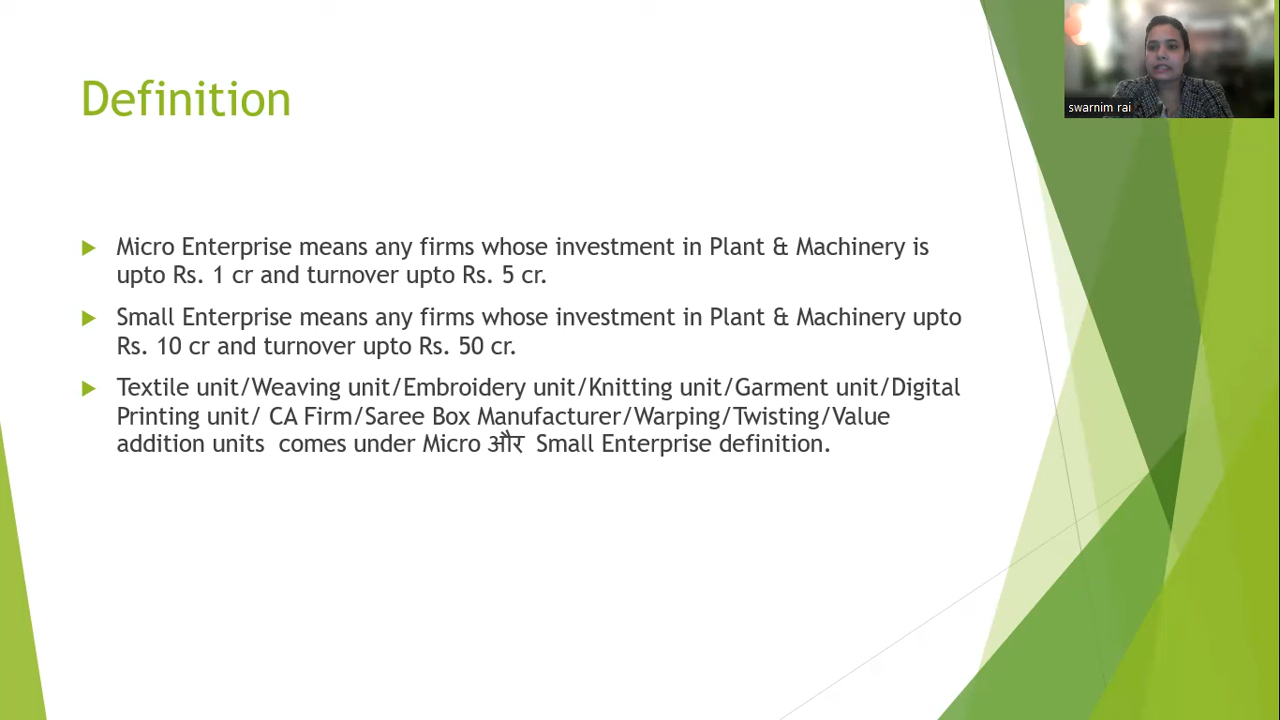 Definition
swarnim rai
Micro Enterprise means any firms whose investment in Plant & Machinery is
upto Rs. 1 cr and turnover upto Rs. 5 cr.
Small Enterprise means any firms whose investment in Plant & Machinery upto
Rs. 10 cr and turnover upto Rs. 50 cr.
Textile unit/Weaving unit/Embroidery unit/Knitting unit/Garment unit/Digital
Printing unit/ CA Firm/Saree Box Manufacturer/Warping/Twisting/Value
addition units comes under Micro और Small Enterprise definition.